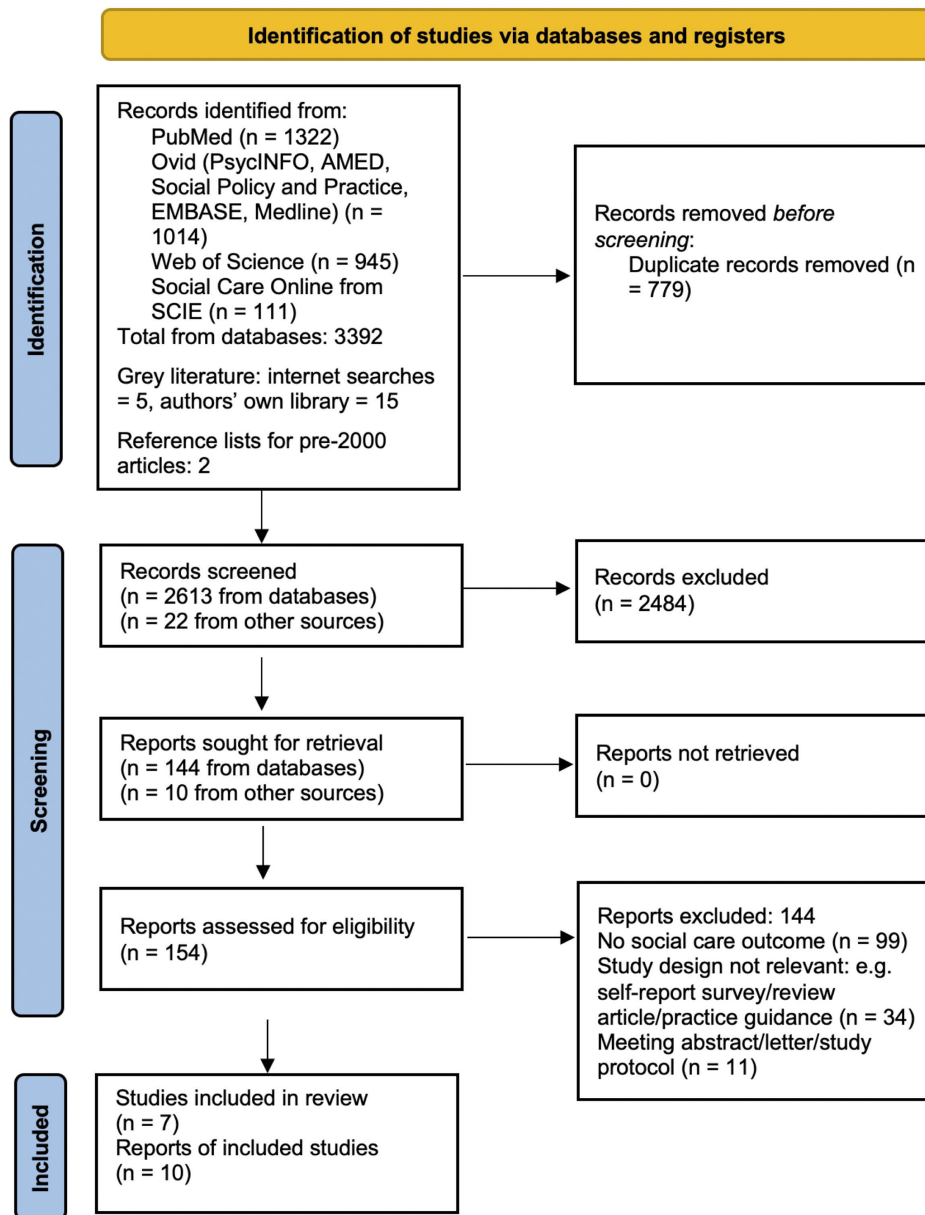 Identification of studies via databases and registers
Identification
Records identified from:
PubMed (n = 1322)
Ovid (PsycINFO, AMED,
Social Policy and Practice,
EMBASE, Medline) (n =
1014)
Web of Science (n = 945)
Social Care Online from
SCIE (n = 111)
Total from databases: 3392
Grey literature: internet searches
= 5, authors’ own library = 15
Reference lists for pre-2000
articles: 2
Records removed before
screening:
Duplicate records removed (n
= 779)
Screening
Records screened
(n = 2613 from databases)
(n = 22 from other sources)
Records excluded
(n = 2484)
Reports sought for retrieval
(n = 144 from databases)
(n = 10 from other sources)
Reports not retrieved
(n = 0)
Reports assessed for eligibility
(n = 154)
Reports excluded: 144
No social care outcome (n = 99)
Study design not relevant: e.g.
self-report survey/review
article/practice guidance (n = 34)
Meeting abstract/letter/study
protocol (n = 11)
Included
Studies included in review
(n = 7)
Reports of included studies
(n = 10)